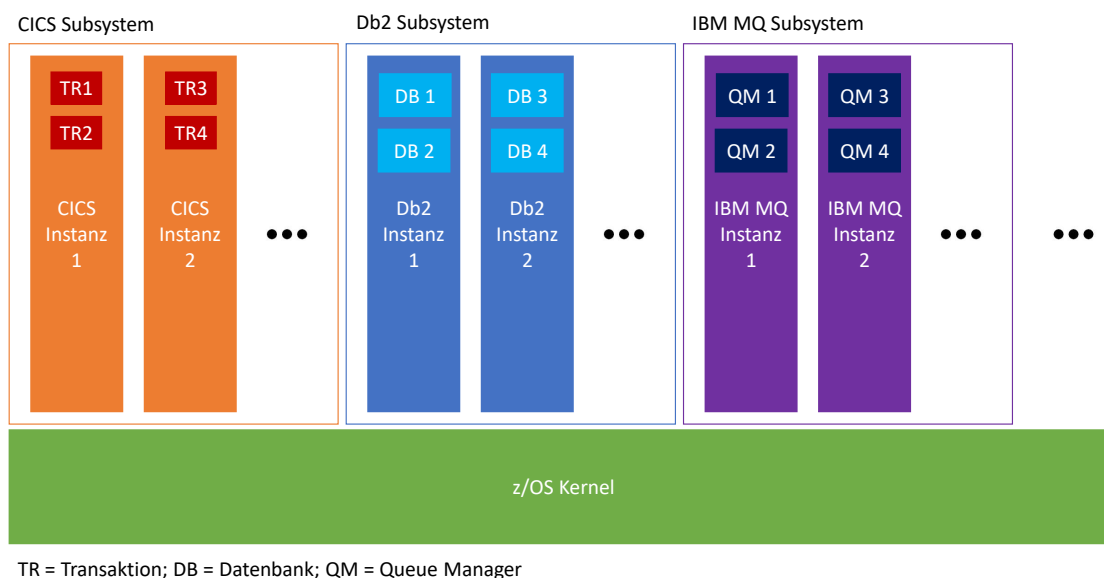 CICS Subsystem
Db2 Subsystem
IBM MQ Subsystem
TR1
TR2
CICS
Instanz
1
TR3
TR4
CICS
Instanz
2
DB 1
DB 2
Db2
Instanz
1
DB 3
DB 4
Db2
Instanz
2
QM 1
QM 2
IBM MQ
Instanz
1
QM 3
QM 4
IBM MQ
Instanz
2
z/OS Kernel
TR = Transaktion; DB = Datenbank; QM = Queue Manager